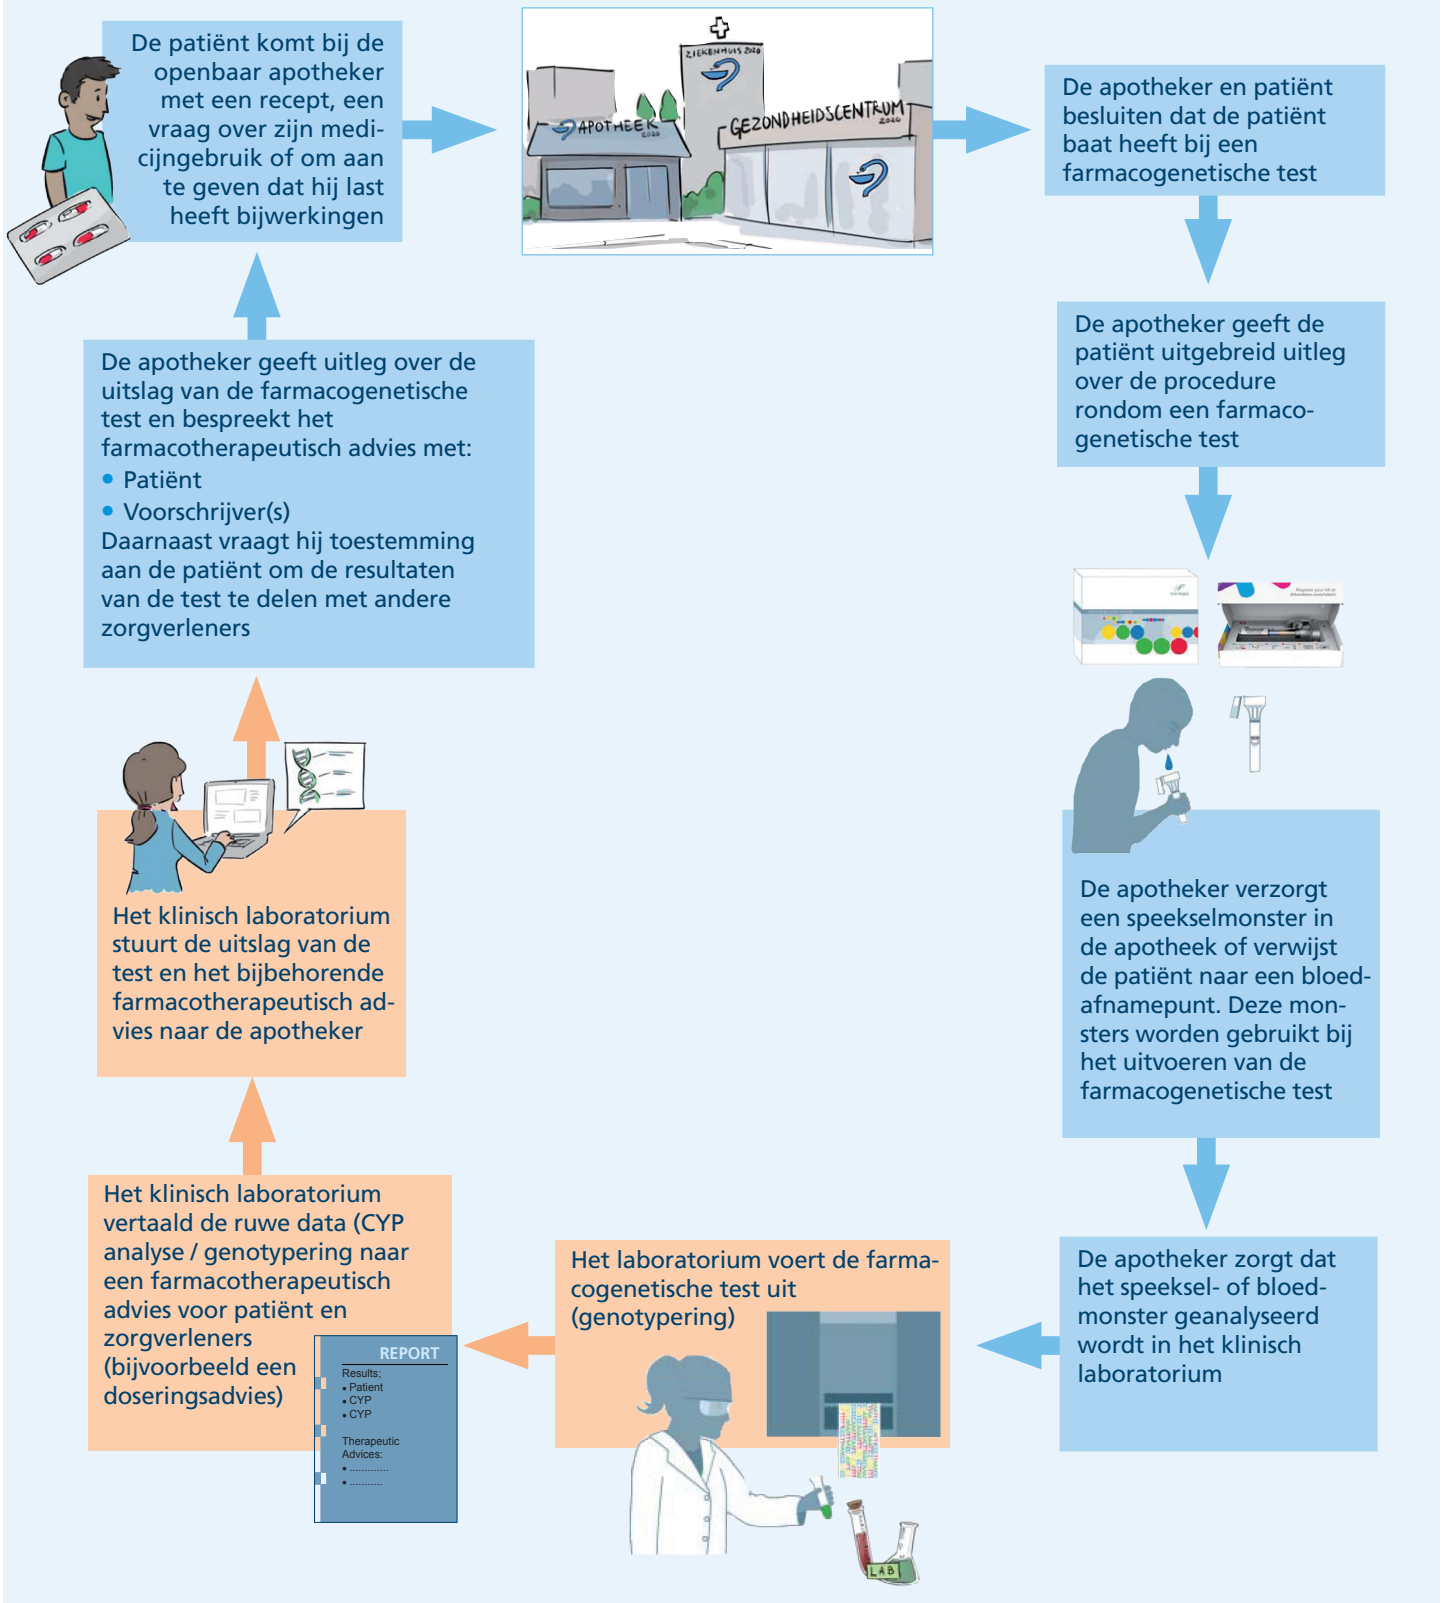 De patiënt komt bij de
openbaar apotheker
met een recept, een
vraag over zijn medi-
cijngebruik of om aan
te geven dat hij last
heeft bijwerkingen
ZIEKENHUIS 2020
APOTHEEK
2020
GEZONDHEIDSCENTRUM
2020
De apotheker en patiënt
besluiten dat de patiënt
baat heeft bij een
farmacogenetische test
De apotheker geeft de
patiënt uitgebreid uitleg
over de procedure
rondom een farmaco-
genetische test
Register your kit at
De apotheker verzorgt
een speekselmonster in
de apotheek of verwijst
de patiënt naar een bloed-
afnamepunt. Deze mon-
sters worden gebruikt bij
het uitvoeren van de
farmacogenetische test
De apotheker zorgt dat
het speeksel- of bloed-
monster geanalyseerd
wordt in het klinisch
laboratorium
Het laboratorium voert de farma-
cogenetische test uit
(genotypering)
LAB
Het klinisch laboratorium
vertaald de ruwe data (CYP
analyse / genotypering naar
een farmacotherapeutisch
advies voor patiënt en
zorgverleners
(bijvoorbeeld een
doseringsadvies)
REPORT
Results;
• Patient
• CYP
• CYP
Therapeutic
Advices:
• .............
• ...........
Het klinisch laboratorium
stuurt de uitslag van de
test en het bijbehorende
farmacotherapeutisch ad-
vies naar de apotheker
De apotheker geeft uitleg over de
uitslag van de farmacogenetische
test en bespreekt het
farmacotherapeutisch advies met:
• Patiënt
• Voorschrijver(s)
Daarnaast vraagt hij toestemming
aan de patiënt om de resultaten
van de test te delen met andere
zorgverleners